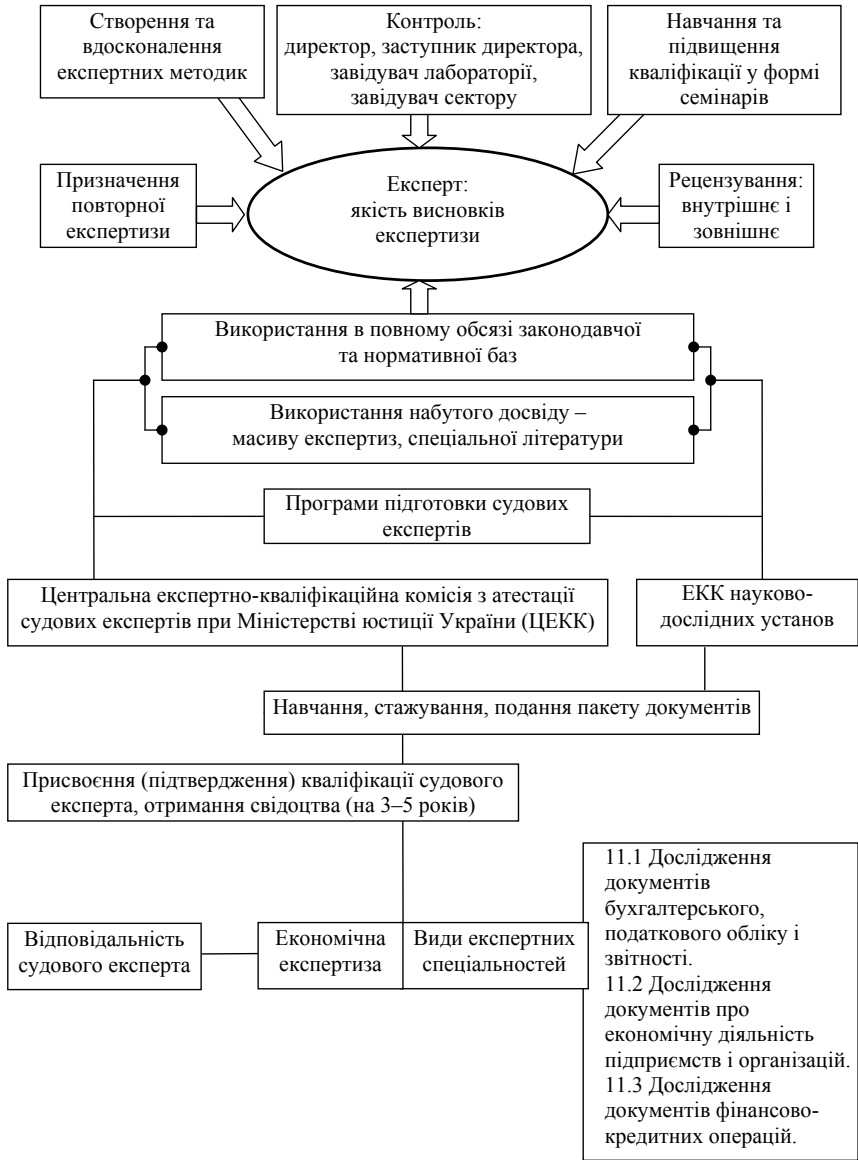 Створення та
вдосконалення
експертних методик
Контроль:
директор, заступник директора,
завідувач лабораторії,
завідувач сектору
Навчання та
підвищення
кваліфікації у формі
семінарів
Призначення
повторної
експертизи
Експерт:
якість висновків
експертизи
Рецензування:
внутрішнє і
зовнішнє
Використання в повному обсязі законодавчої
та нормативної баз
Використання набутого досвіду –
масиву експертиз, спеціальної літератури
Програми підготовки судових
експертів
Центральна експертно-кваліфікаційна комісія з атестації
судових експертів при Міністерстві юстиції України (ЦЕКК)
ЕКК науково-
дослідних установ
Навчання, стажування, подання пакету документів
Присвоєння (підтвердження) кваліфікації судового
експерта, отримання свідоцтва (на 3–5 років)
Відповідальність
судового експерта
Економічна
експертиза
Види експертних
спеціальностей
11.1 Дослідження
документів
бухгалтерського,
податкового обліку і
звітності.
11.2 Дослідження
документів про
економічну діяльність
підприємств і організацій.
11.3 Дослідження
документів фінансово-
кредитних операцій.